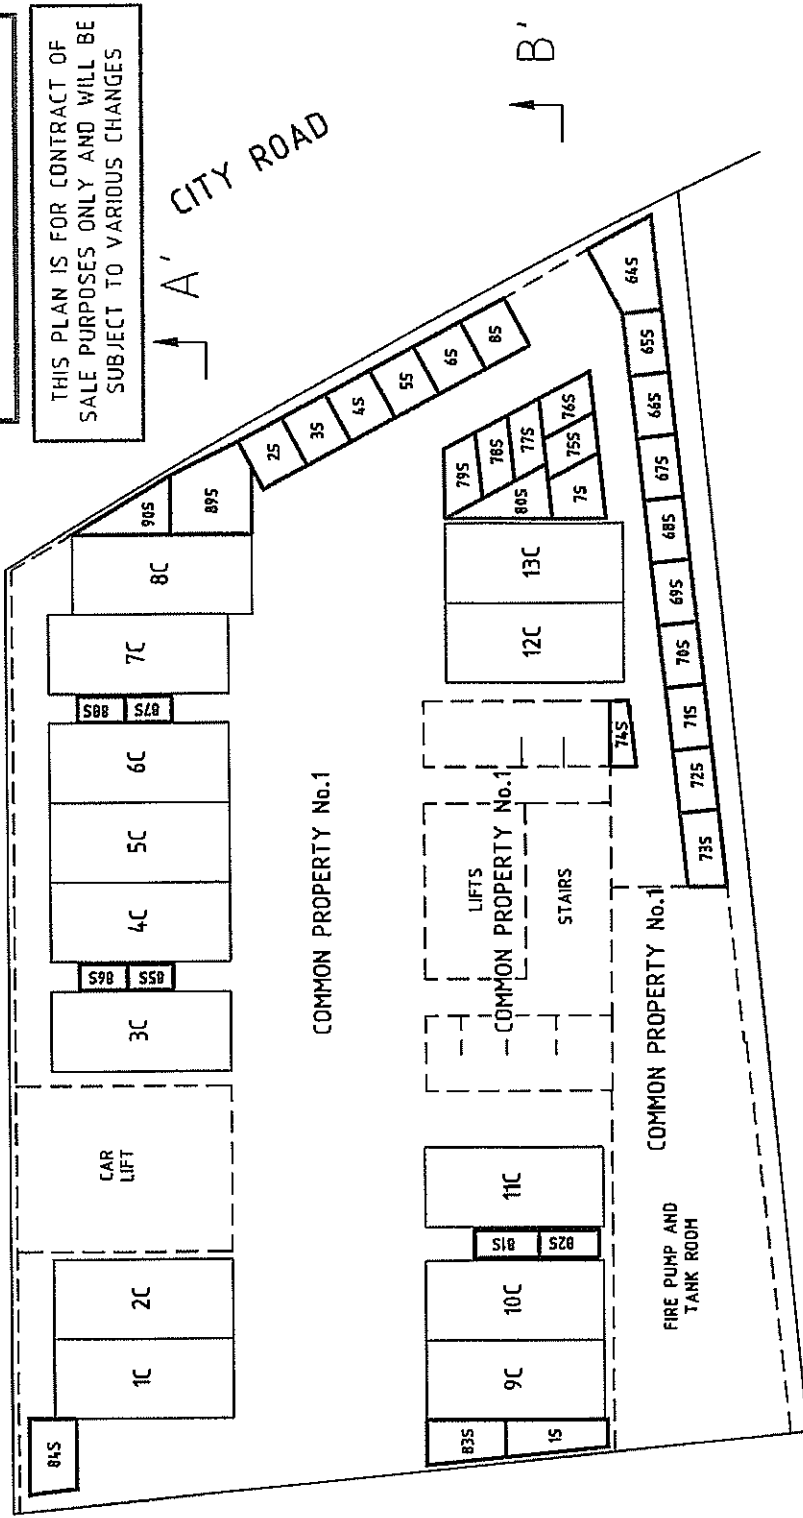 THIS PLAN IS FOR CONTRACT OF
SALE PURPOSES ONLY AND WILL BE
SUBJECT TO VARIOUS CHANGES
A'
B'
CITY ROAD
84S
1C
2C
CAR
LIFT
3C
86S
85S
4C
5C
6C
88S
87S
7C
8C
90S
89S
2S
3S
4S
5S
6S
8S
COMMON PROPERTY No.1
83S
1S
9C
10C
81S
82S
11C
LIFTS
COMMON PROPERTY No.1
STAIRS
74S
12C
13C
79S
78S
77S
76S
80S
75S
7S
COMMON PROPERTY No.1
FIRE PUMP AND
TANK ROOM
73S
72S
71S
70S
69S
68S
67S
66S
65S
64S